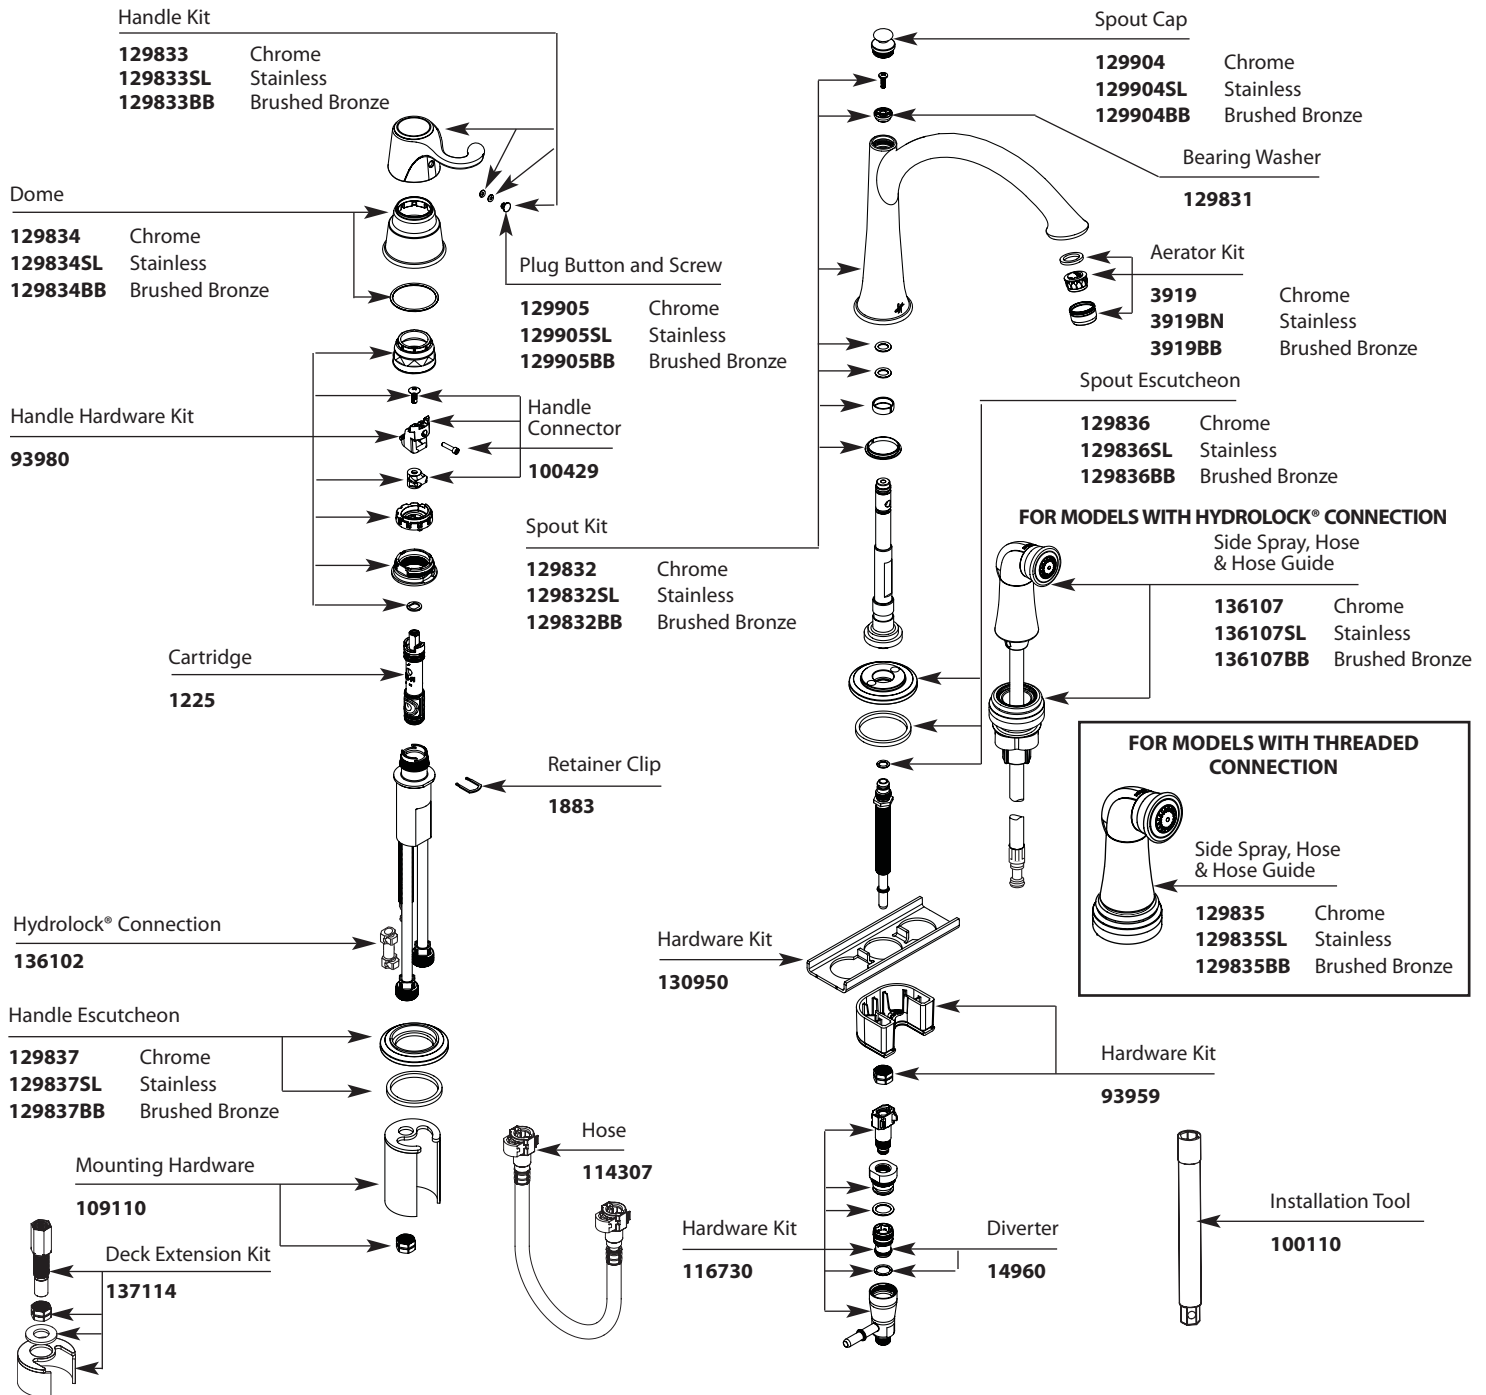 Handle Kit
129833 Chrome
129833SL Stainless
129833BB Brushed Bronze
Dome
129834 Chrome
129834SL Stainless
129834BB Brushed Bronze
Plug Button and Screw
129905 Chrome
129905SL Stainless
129905BB Brushed Bronze
Handle Hardware Kit
93980
Handle
Connector
100429
Spout Kit
129832 Chrome
129832SL Stainless
129832BB Brushed Bronze
Cartridge
1225
Retainer Clip
1883
Hydrolock® Connection
136102
Handle Escutcheon
129837 Chrome
129837SL Stainless
129837BB Brushed Bronze
Mounting Hardware
109110
Deck Extension Kit
137114
Hose
114307
Spout Cap
129904 Chrome
129904SL Stainless
129904BB Brushed Bronze
Bearing Washer
129831
Aerator Kit
3919 Chrome
3919BN Stainless
3919BB Brushed Bronze
Spout Escutcheon
129836 Chrome
129836SL Stainless
129836BB Brushed Bronze
FOR MODELS WITH HYDROLOCK® CONNECTION
Side Spray, Hose
& Hose Guide
136107 Chrome
136107SL Stainless
136107BB Brushed Bronze
FOR MODELS WITH THREADED
CONNECTION
Side Spray, Hose
& Hose Guide
129835 Chrome
129835SL Stainless
129835BB Brushed Bronze
Hardware Kit
130950
Hardware Kit
93959
Hardware Kit
116730
Diverter
14960
Installation Tool
100110